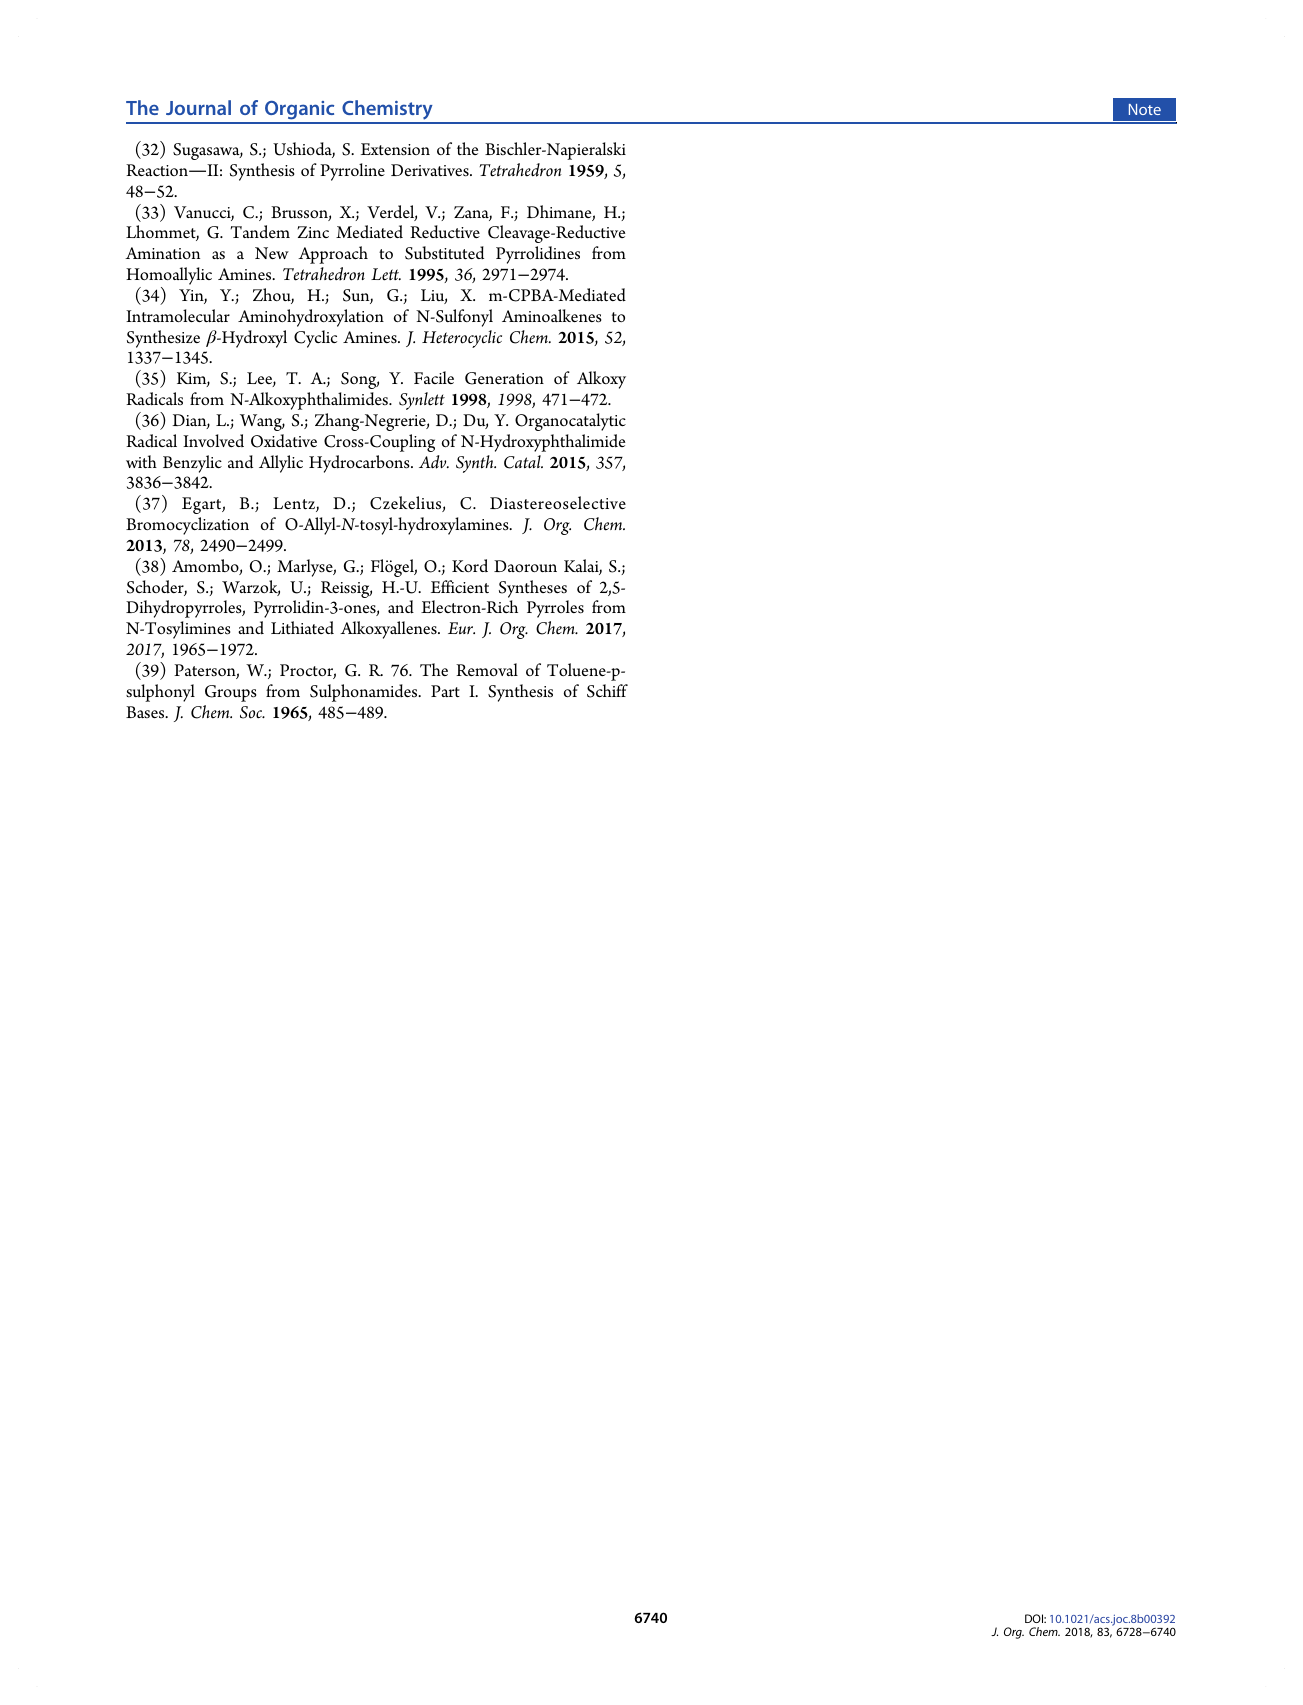 The Journal of Organic Chemistry
Note
(32) Sugasawa, S.; Ushioda, S. Extension of the Bischler-Napieralski
Reaction—II: Synthesis of Pyrroline Derivatives. Tetrahedron 1959, 5,
48−52.
(33) Vanucci, C.; Brusson, X.; Verdel, V.; Zana, F.; Dhimane, H.;
Lhommet, G. Tandem Zinc Mediated Reductive Cleavage-Reductive
Amination as a New Approach to Substituted Pyrrolidines from
Homoallylic Amines. Tetrahedron Lett. 1995, 36, 2971−2974.
(34) Yin, Y.; Zhou, H.; Sun, G.; Liu, X. m-CPBA-Mediated
Intramolecular Aminohydroxylation of N-Sulfonyl Aminoalkenes to
Synthesize β-Hydroxyl Cyclic Amines. J. Heterocyclic Chem. 2015, 52,
1337−1345.
(35) Kim, S.; Lee, T. A.; Song, Y. Facile Generation of Alkoxy
Radicals from N-Alkoxyphthalimides. Synlett 1998, 1998, 471−472.
(36) Dian, L.; Wang, S.; Zhang-Negrerie, D.; Du, Y. Organocatalytic
Radical Involved Oxidative Cross-Coupling of N-Hydroxyphthalimide
with Benzylic and Allylic Hydrocarbons. Adv. Synth. Catal. 2015, 357,
3836−3842.
(37) Egart, B.; Lentz, D.; Czekelius, C. Diastereoselective
Bromocyclization of O-Allyl-N-tosyl-hydroxylamines. J. Org. Chem.
2013, 78, 2490−2499.
(38) Amombo, O.; Marlyse, G.; Flögel, O.; Kord Daoroun Kalai, S.;
Schoder, S.; Warzok, U.; Reissig, H.-U. Efficient Syntheses of 2,5-
Dihydropyrroles, Pyrrolidin-3-ones, and Electron-Rich Pyrroles from
N-Tosylimines and Lithiated Alkoxyallenes. Eur. J. Org. Chem. 2017,
2017, 1965−1972.
(39) Paterson, W.; Proctor, G. R. 76. The Removal of Toluene-p-
sulphonyl Groups from Sulphonamides. Part I. Synthesis of Schiff
Bases. J. Chem. Soc. 1965, 485−489.
6740
DOI: 10.1021/acs.joc.8b00392
J. Org. Chem. 2018, 83, 6728−6740